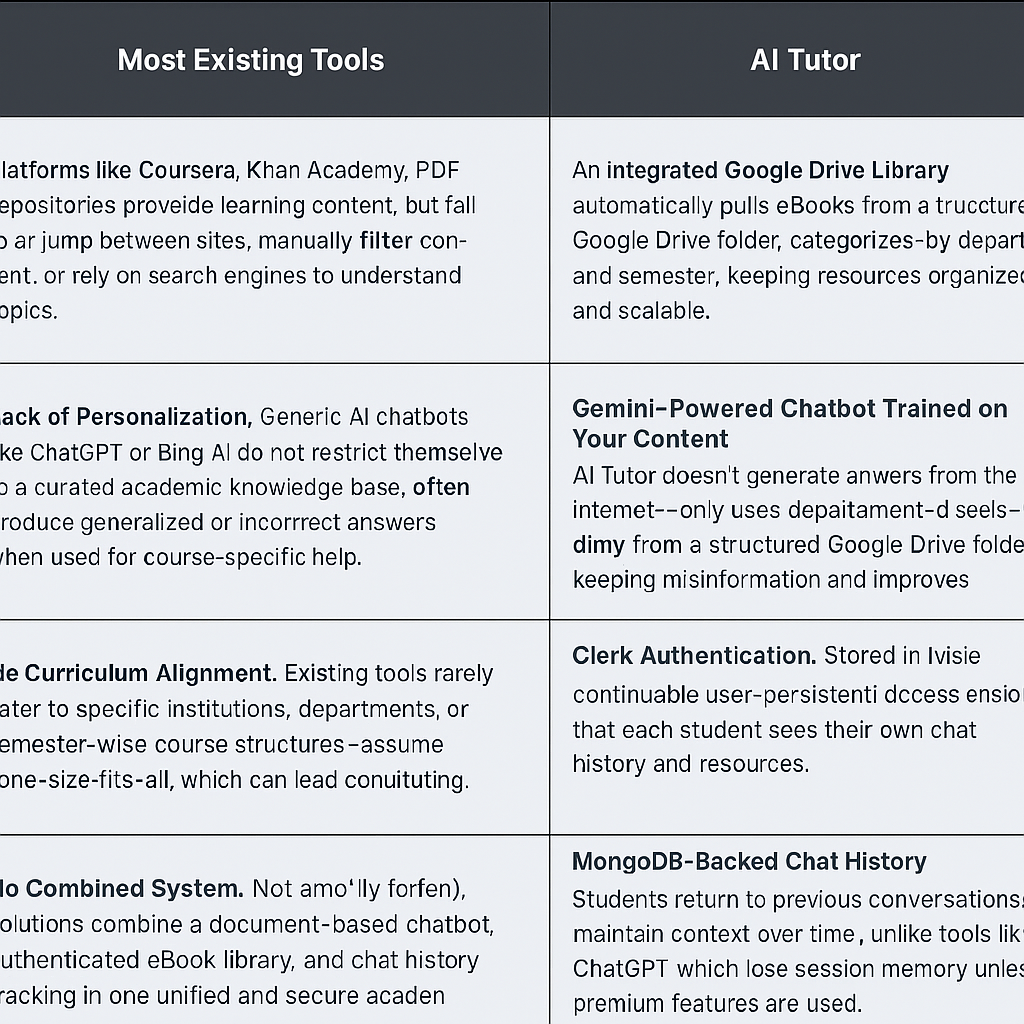 Most Existing Tools
AI Tutor
latforms like Coursera, Khan Academy, PDF
epositories proveide learning content, but fall
o ar jump between sites, manually filter con-
ent. or rely on search engines to understand
opics.
An integrated Google Drive Library
automatically pulls eBooks from a tructture
Google Drive folder, categorizes-by depart
and semester, keeping resources organized
and scalable.
ack of Personalization, Generic AI chatbots
ke ChatGPT or Bing AI do not restrict themselve
o a curated academic knowledge base, often
roduce generalized or incorrrect answers
when used for course-specific help.
Gemini-Powered Chatbot Trained on
Your Content
AI Tutor doesn't generate anwers from the
intemet--only uses depaitament-d seels-
dimy from a structured Google Drive folde
keeping misinformation and improves
de Curriculum Alignment. Existing tools rarely
ater to specific institutions, departments, or
emester-wise course structures-assume
one-size-fits-all, which can lead conuituting.
Clerk Authentication. Stored in Ivisie
continuable user-persistenti dccess ensio
that each student sees their own chat
history and resources.
lo Combined System. Not amo'lly forfen),
olutions combine a document-based chatbot,
uthenticated eBook library, and chat history
racking in one unified and secure acaden
MongoDB-Backed Chat History
Students return to previous conversations
maintain context over time, unlike tools lik
ChatGPT which lose session memory unles
premium features are used.